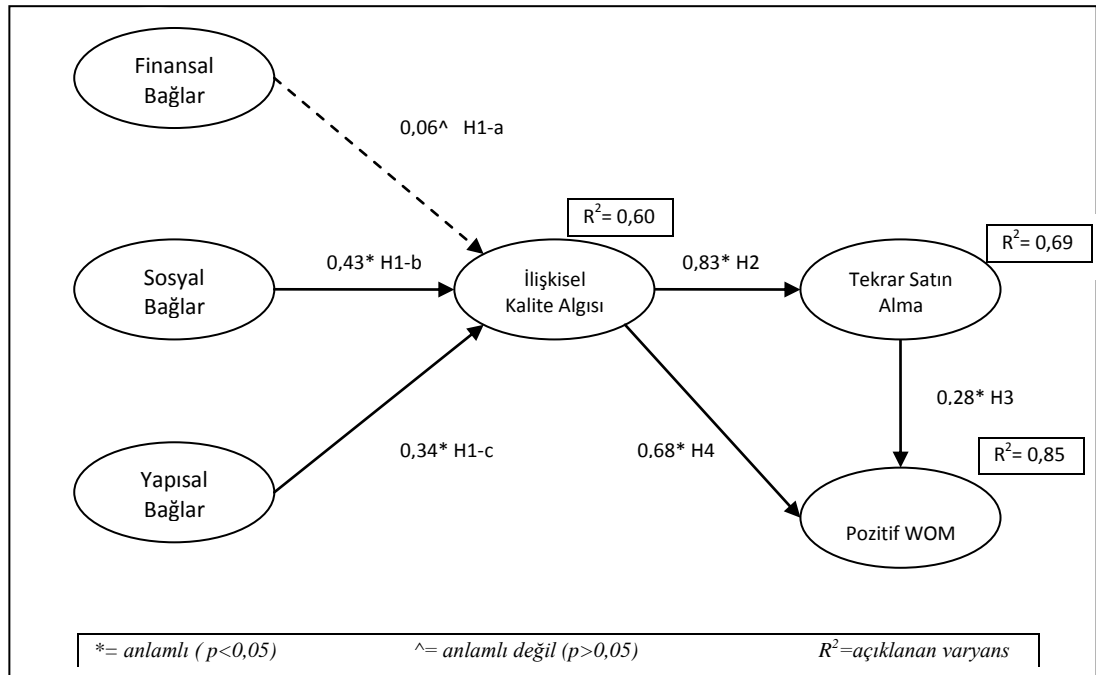 Finansal
Bağlar
0,06^ H1-a
R²= 0,60
R²= 0,69
Sosyal
Bağlar
0,43* H1-b
İlişkisel
Kalite Algısı
0,83* H2
Tekrar Satın
Alma
0,28* H3
0,34* H1-c
0,68* H4
R²= 0,85
Yapısal
Bağlar
Pozitif WOM
*= anlamlı ( p<0,05) ^= anlamlı değil (p>0,05) R²=açıklanan varyans